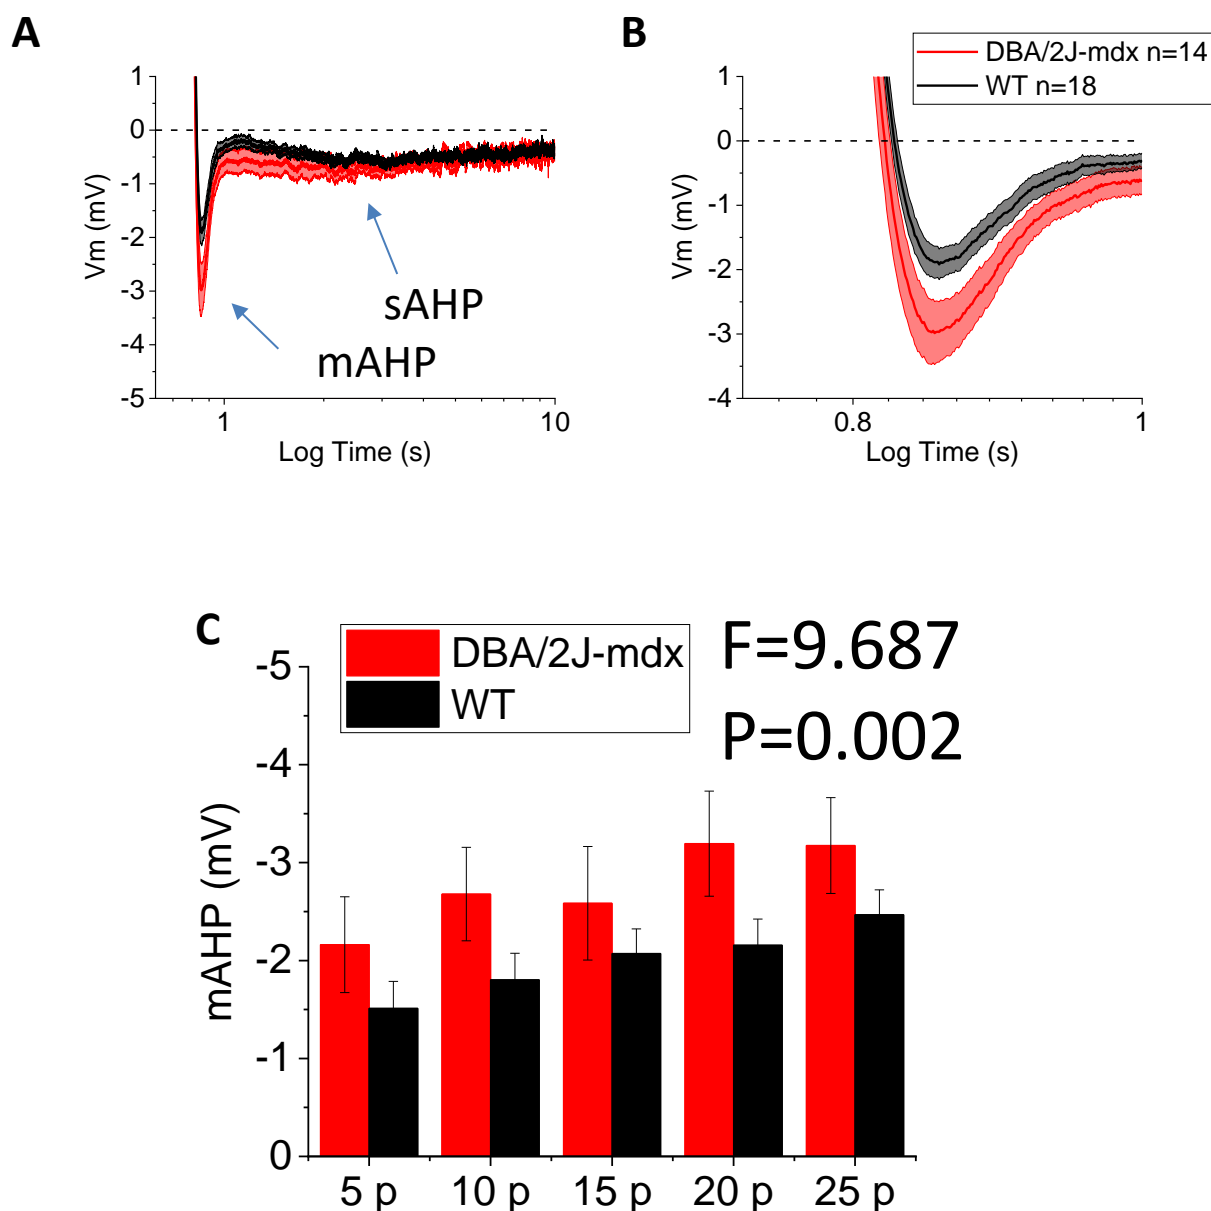 A
1
0
-1
-2
-3
-4
-5
Vm (mV)
sAHP
mAHP
1
10
Log Time (s)
B
DBA/2J-mdx n=14
WT n=18
1
0
-1
-2
-3
-4
Vm (mV)
0.8
1
Log Time (s)
C
DBA/2J-mdx
WT
F=9.687
P=0.002
-5
-4
-3
-2
-1
0
mAHP (mV)
5 p
10 p
15 p
20 p
25 p